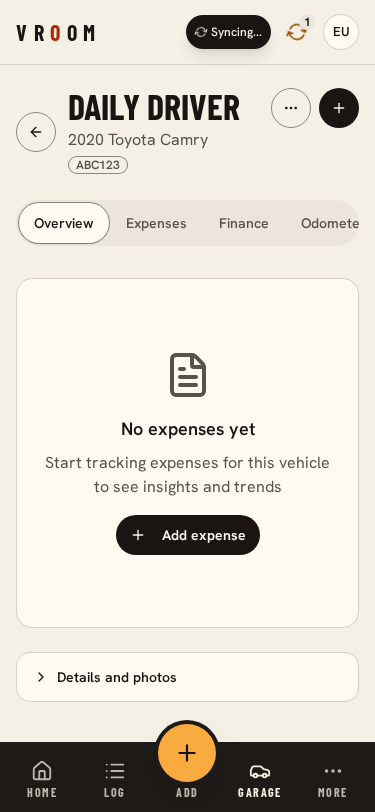 VROOM
Syncing...
1
EU
DAILY DRIVER
2020 Toyota Camry
ABC123
Overview
Expenses
Finance
Odomete
No expenses yet
Start tracking expenses for this vehicle
to see insights and trends
Add expense
Details and photos
HOME
LOG
ADD
GARAGE
MORE